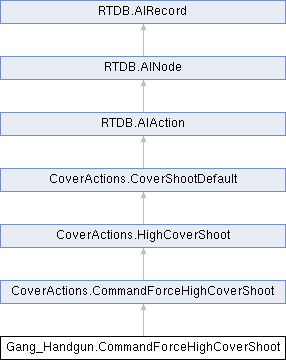 RTDB.AIRecord
RTDB.AINode
RTDB.AIAction
CoverActions.CoverShootDefault
CoverActions.HighCoverShoot
CoverActions.CommandForceHighCoverShoot
Gang_Handgun.CommandForceHighCoverShoot